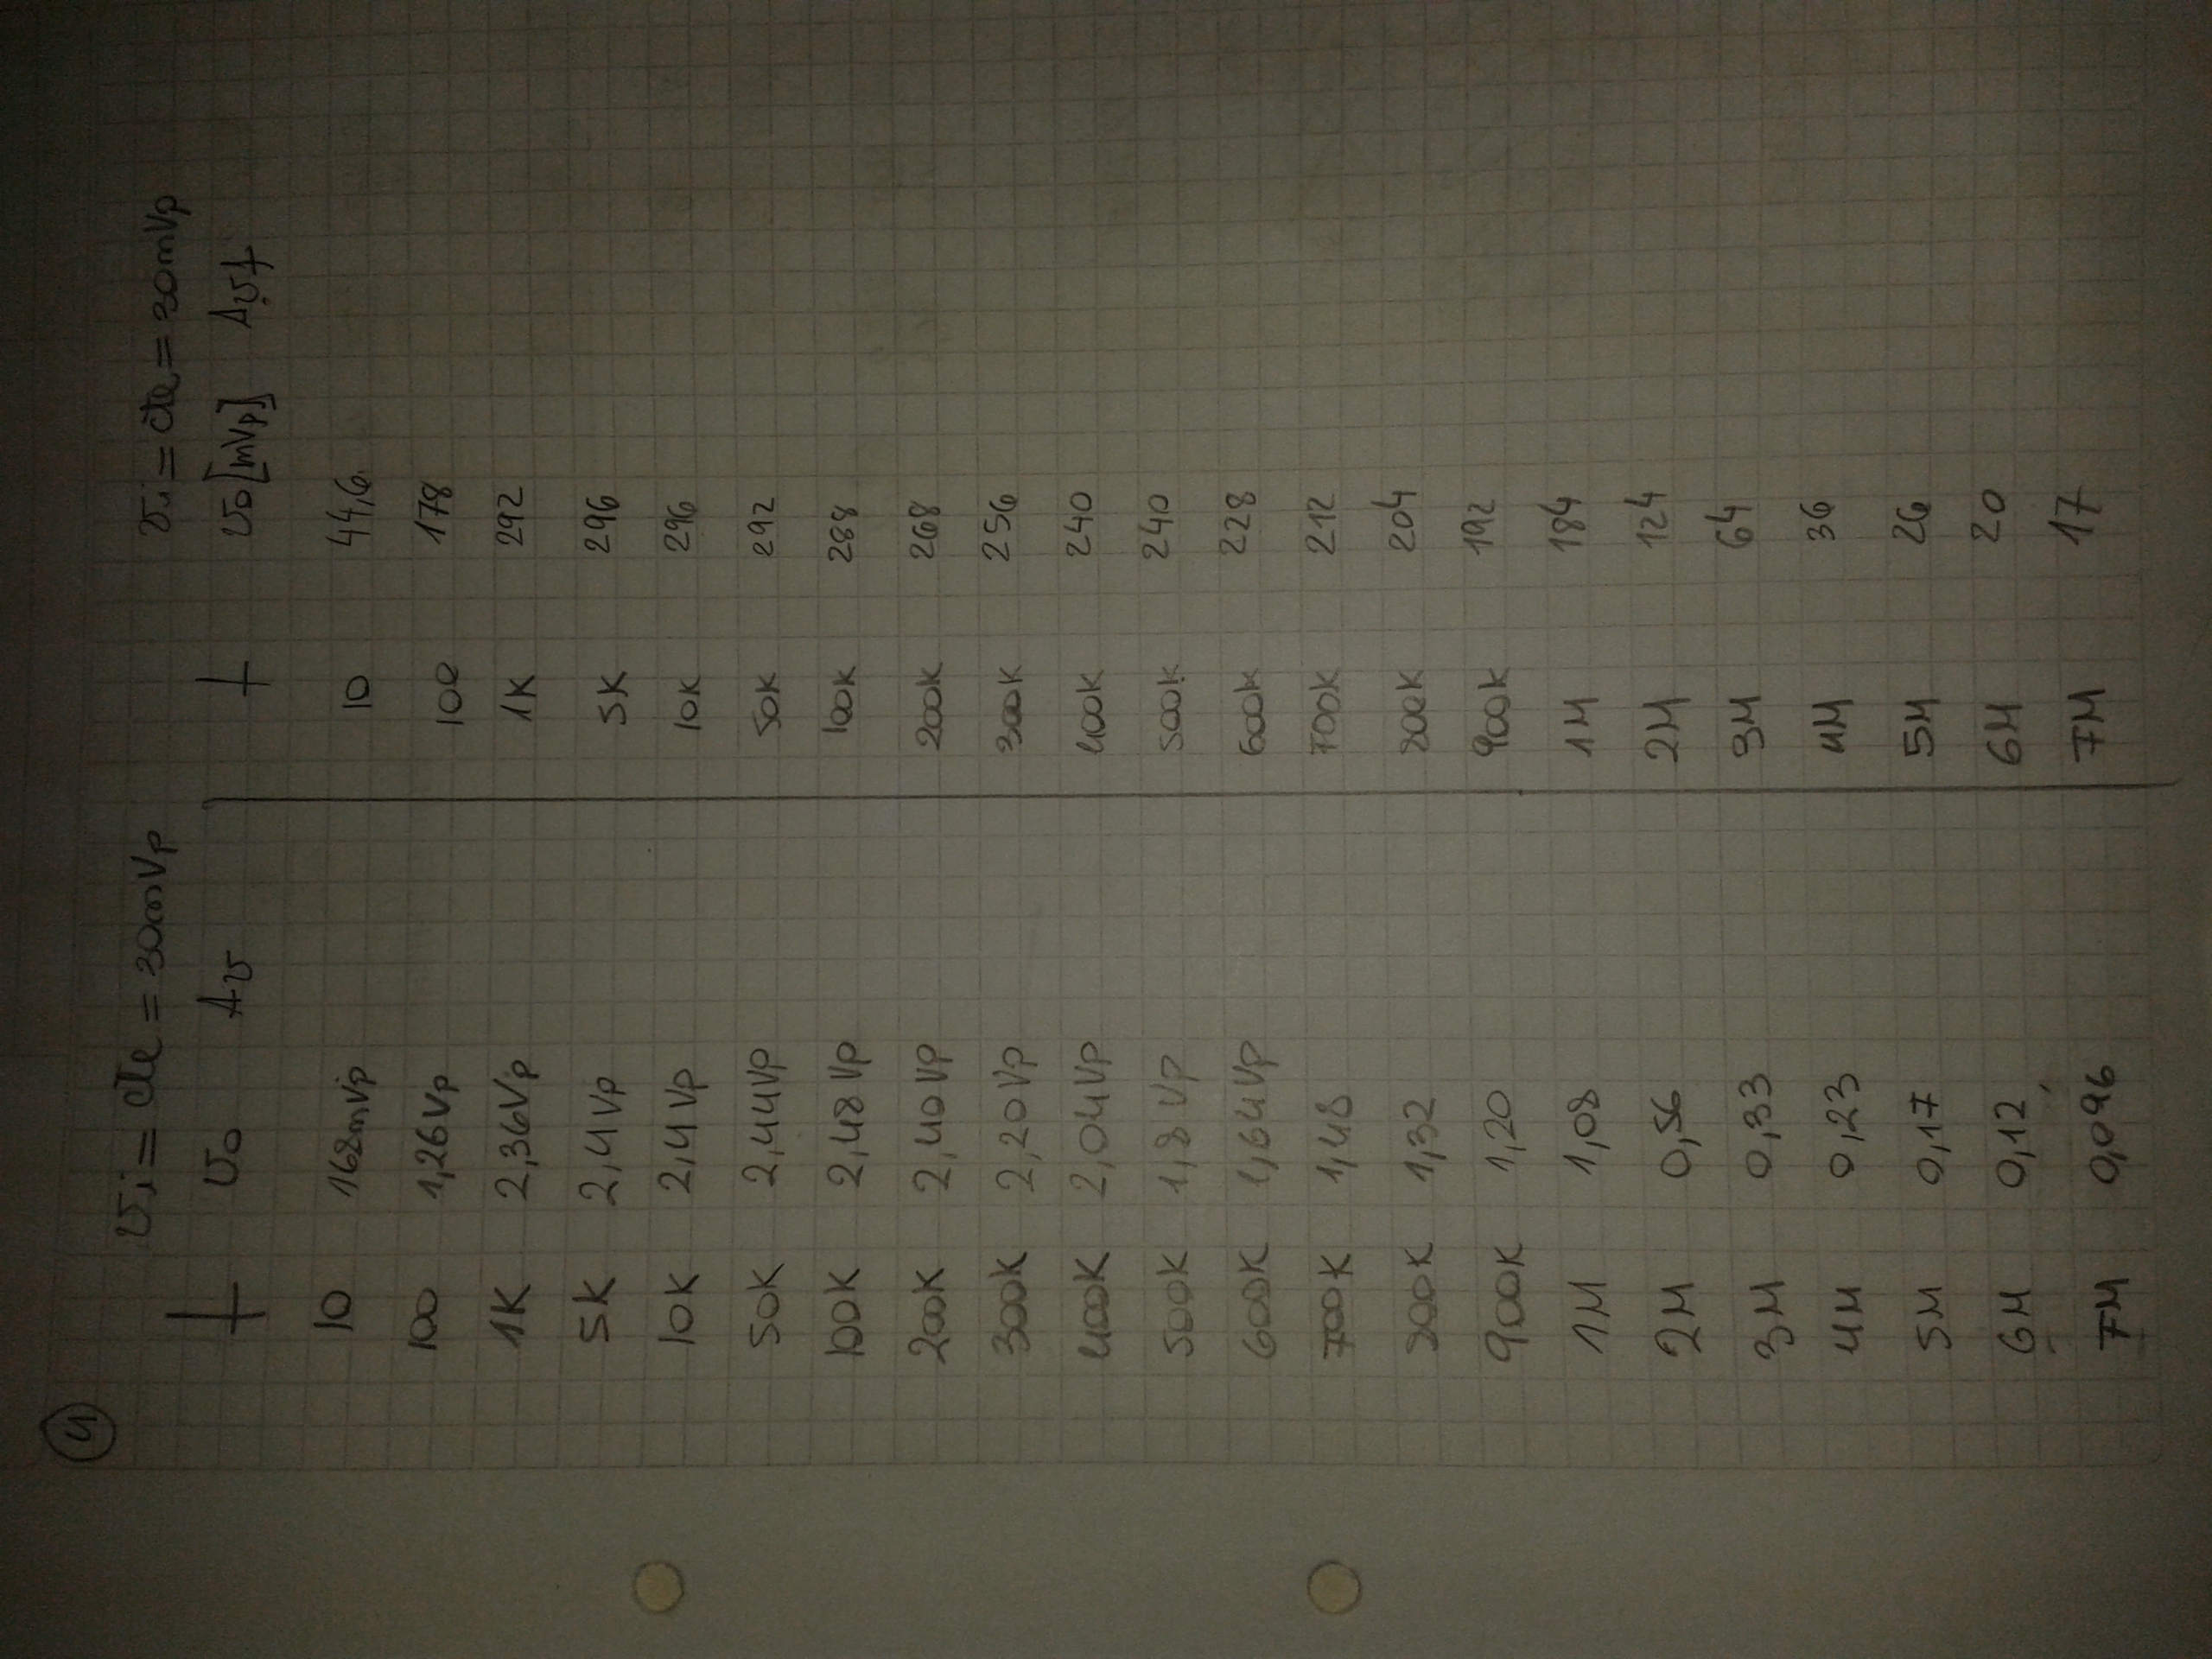 4
vi = cte = 30mVp vi = cte = 30mVp
f vo Av f vo[mVp] Avf
10 168mVp 10 44,6
100 1,26Vp 100 178
1K 2,36Vp 1K 292
5K 2,4Vp 5K 296
10K 2,4Vp 10K 296
50K 2,44Vp 50K 292
100K 2,48Vp 100K 288
200K 2,40Vp 200K 268
300K 2,20Vp 300K 256
400K 2,04Vp 400K 240
500K 1,8Vp 500K 240
600K 1,64Vp 600K 228
700K 1,48 700K 212
800K 1,32 800K 204
900K 1,20 900K 192
1M 1,08 1M 184
2M 0,56 2M 124
3M 0,33 3M 64
4M 0,23 4M 36
5M 0,17 5M 26
6M 0,12 6M 20
7M 0,096 7M 17